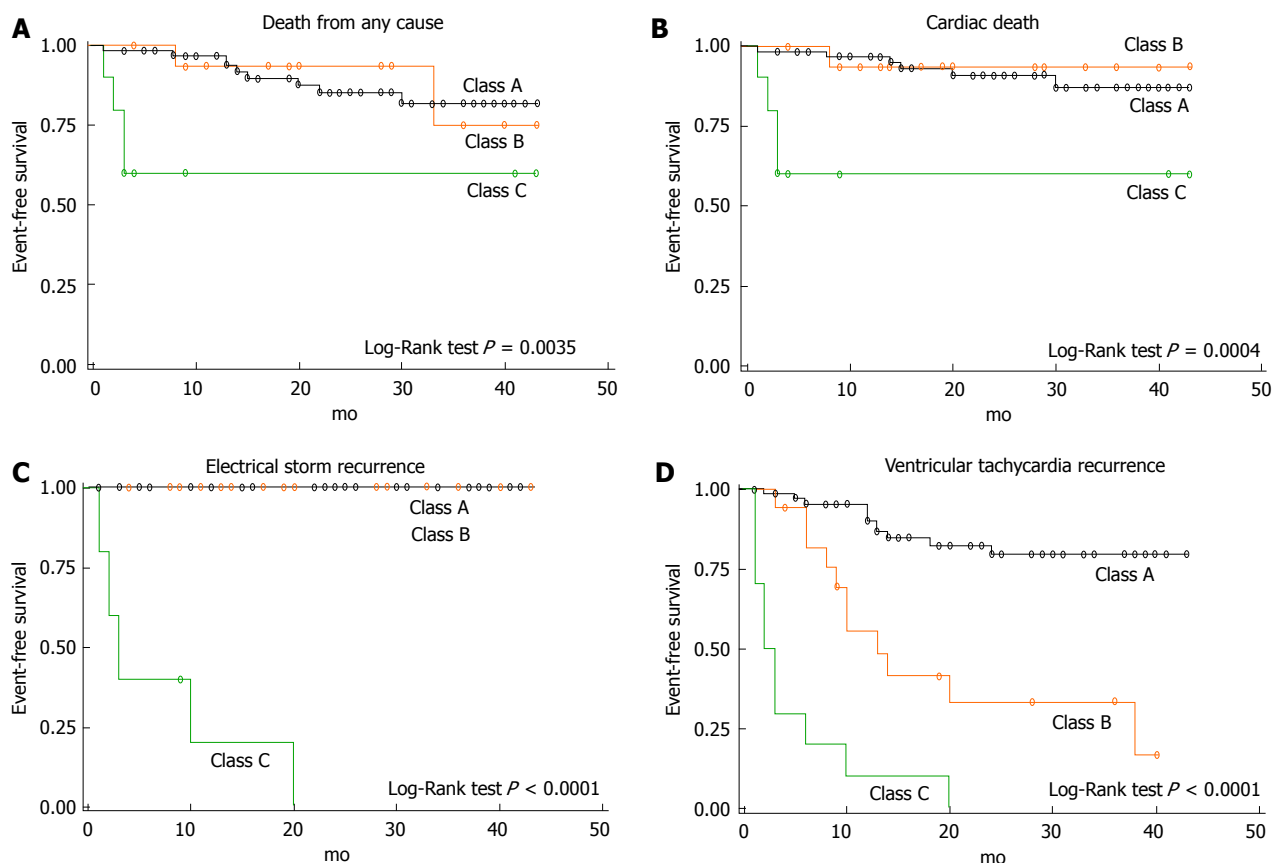 A
Death from any cause
Event-free survival
1.00
0.75
0.50
0.25
0.00
Class A
Class B
Class C
Log-Rank test P = 0.0035
0 10 20 30 40 50
mo
B
Cardiac death
Event-free survival
1.00
0.75
0.50
0.25
0.00
Class B
Class A
Class C
Log-Rank test P = 0.0004
0 10 20 30 40 50
mo
C
Electrical storm recurrence
Event-free survival
1.00
0.75
0.50
0.25
0.00
Class A
Class B
Class C
Log-Rank test P < 0.0001
0 10 20 30 40 50
mo
D
Ventricular tachycardia recurrence
Event-free survival
1.00
0.75
0.50
0.25
0.00
Class A
Class B
Class C
Log-Rank test P < 0.0001
0 10 20 30 40 50
mo